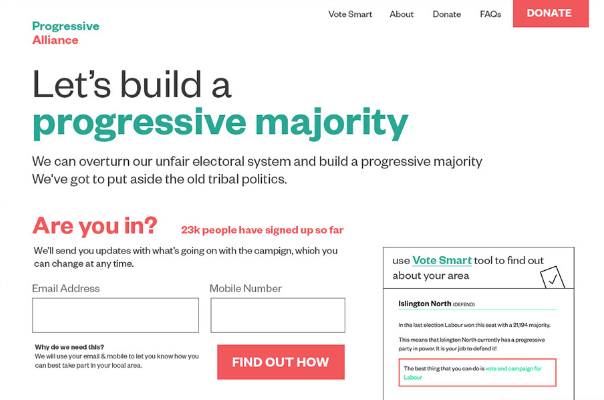 Vote Smart About Donate FAQs DONATE
Progressive
Alliance
Let's build a
progressive majority
We can overturn our unfair electoral system and build a progressive majority
We've got to put aside the old tribal politics.
Are you in?
23k people have signed up so far
We'll send you updates with what's going on with the campign, which you
can change at any time.
Email Address
Mobile Number
Why do we need this?
We will use your email & mobile to let you know how you
can best take part in your local area.
FIND OUT HOW
use Vote Smart tool to find out
about your area
Islington North (DEFEND)
In the last election Labour won this seat with a 21,194 majority.
This means that Islington North currently has a progressive
party in power. It is your job to defend it!
The best thing that you can do is vote and campaign for
Labour